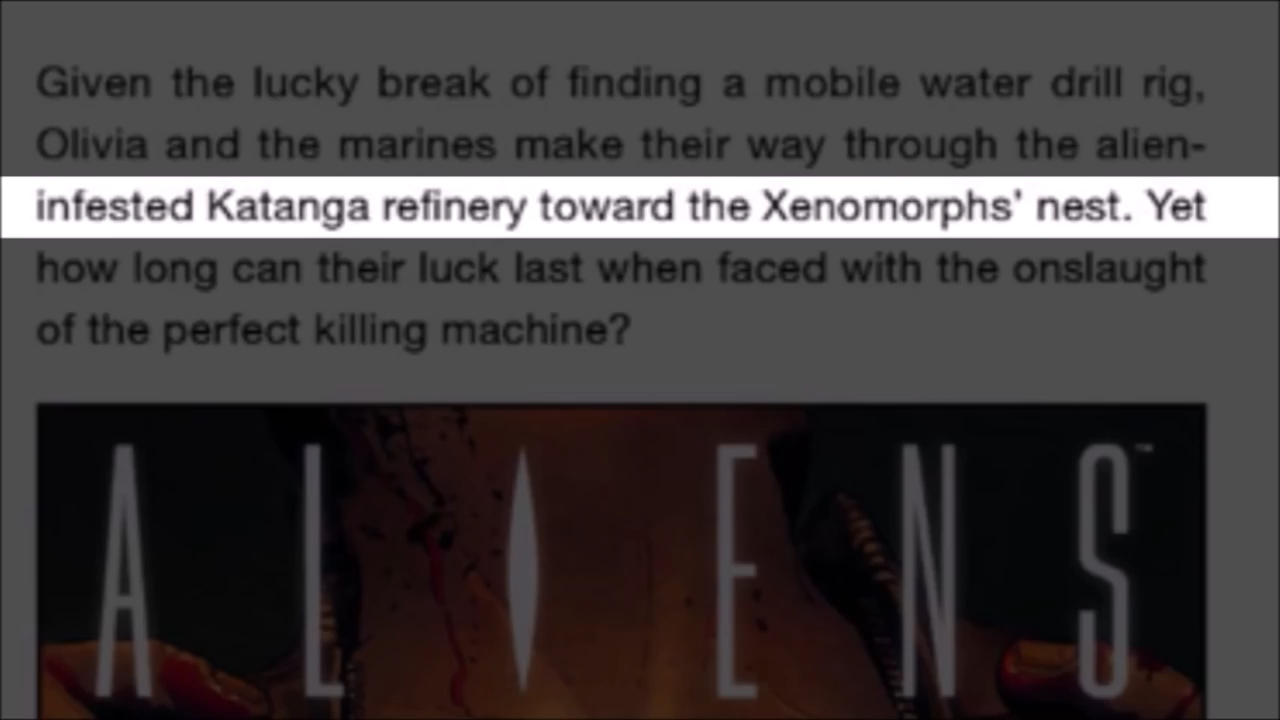 Given the lucky break of finding a mobile water drill rig,
Olivia and the marines make their way through the alien-
infested Katanga refinery toward the Xenomorphs’ nest. Yet
how long can their luck last when faced with the onslaught
of the perfect killing machine?
ALIENS™